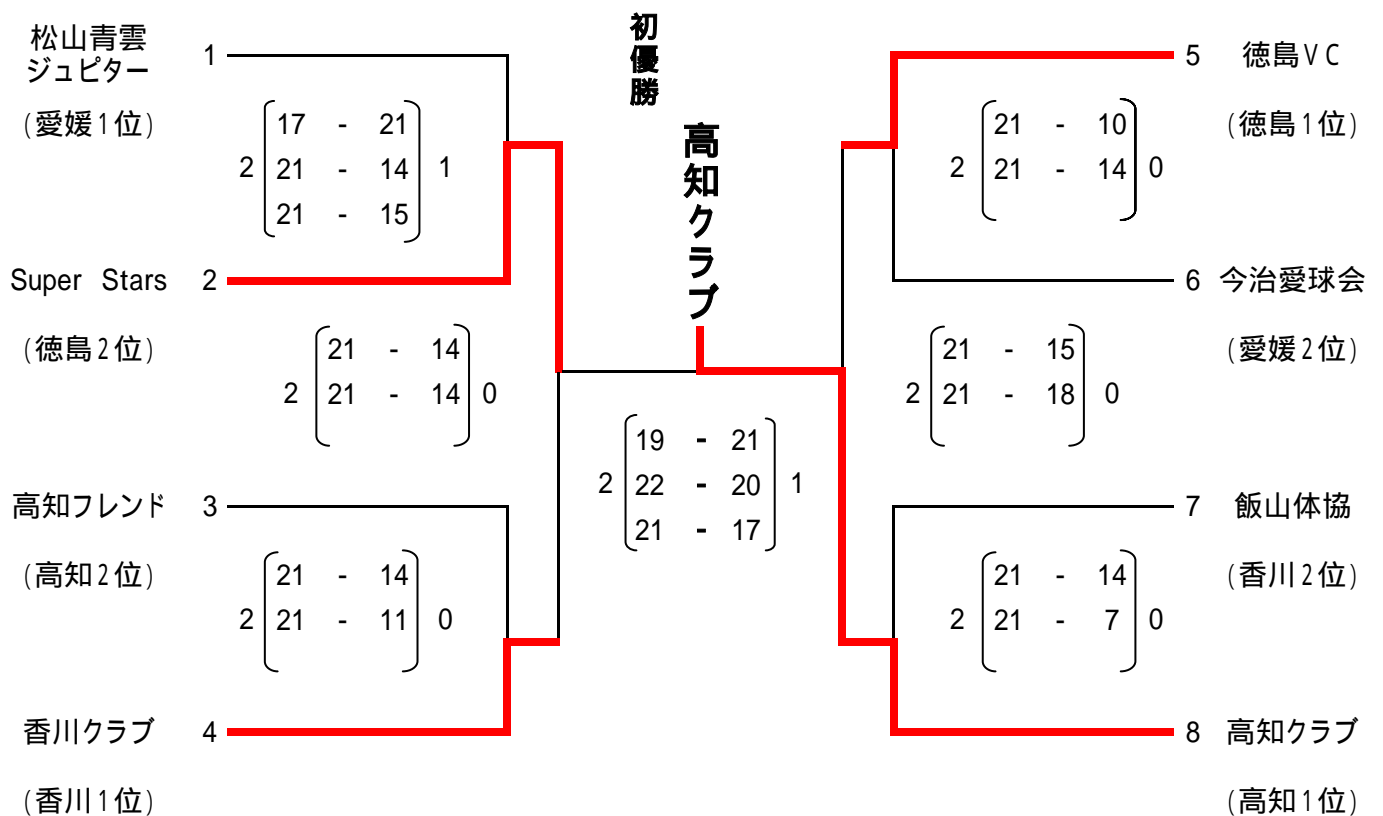 初優勝
高知クラブ
松山青雲
ジュピター
1
(愛媛1位)
2 17 - 21 1
21 - 14
21 - 15
Super Stars 2
(徳島2位)
2 21 - 14 0
21 - 14
高知フレンド 3
(高知2位)
2 21 - 14 0
21 - 11
香川クラブ 4
(香川1位)
2 19 - 21 1
22 - 20
21 - 17
5 徳島VC
(徳島1位)
2 21 - 10 0
21 - 14
6 今治愛球会
(愛媛2位)
2 21 - 15 0
21 - 18
7 飯山体協
(香川2位)
2 21 - 14 0
21 - 7
8 高知クラブ
(高知1位)